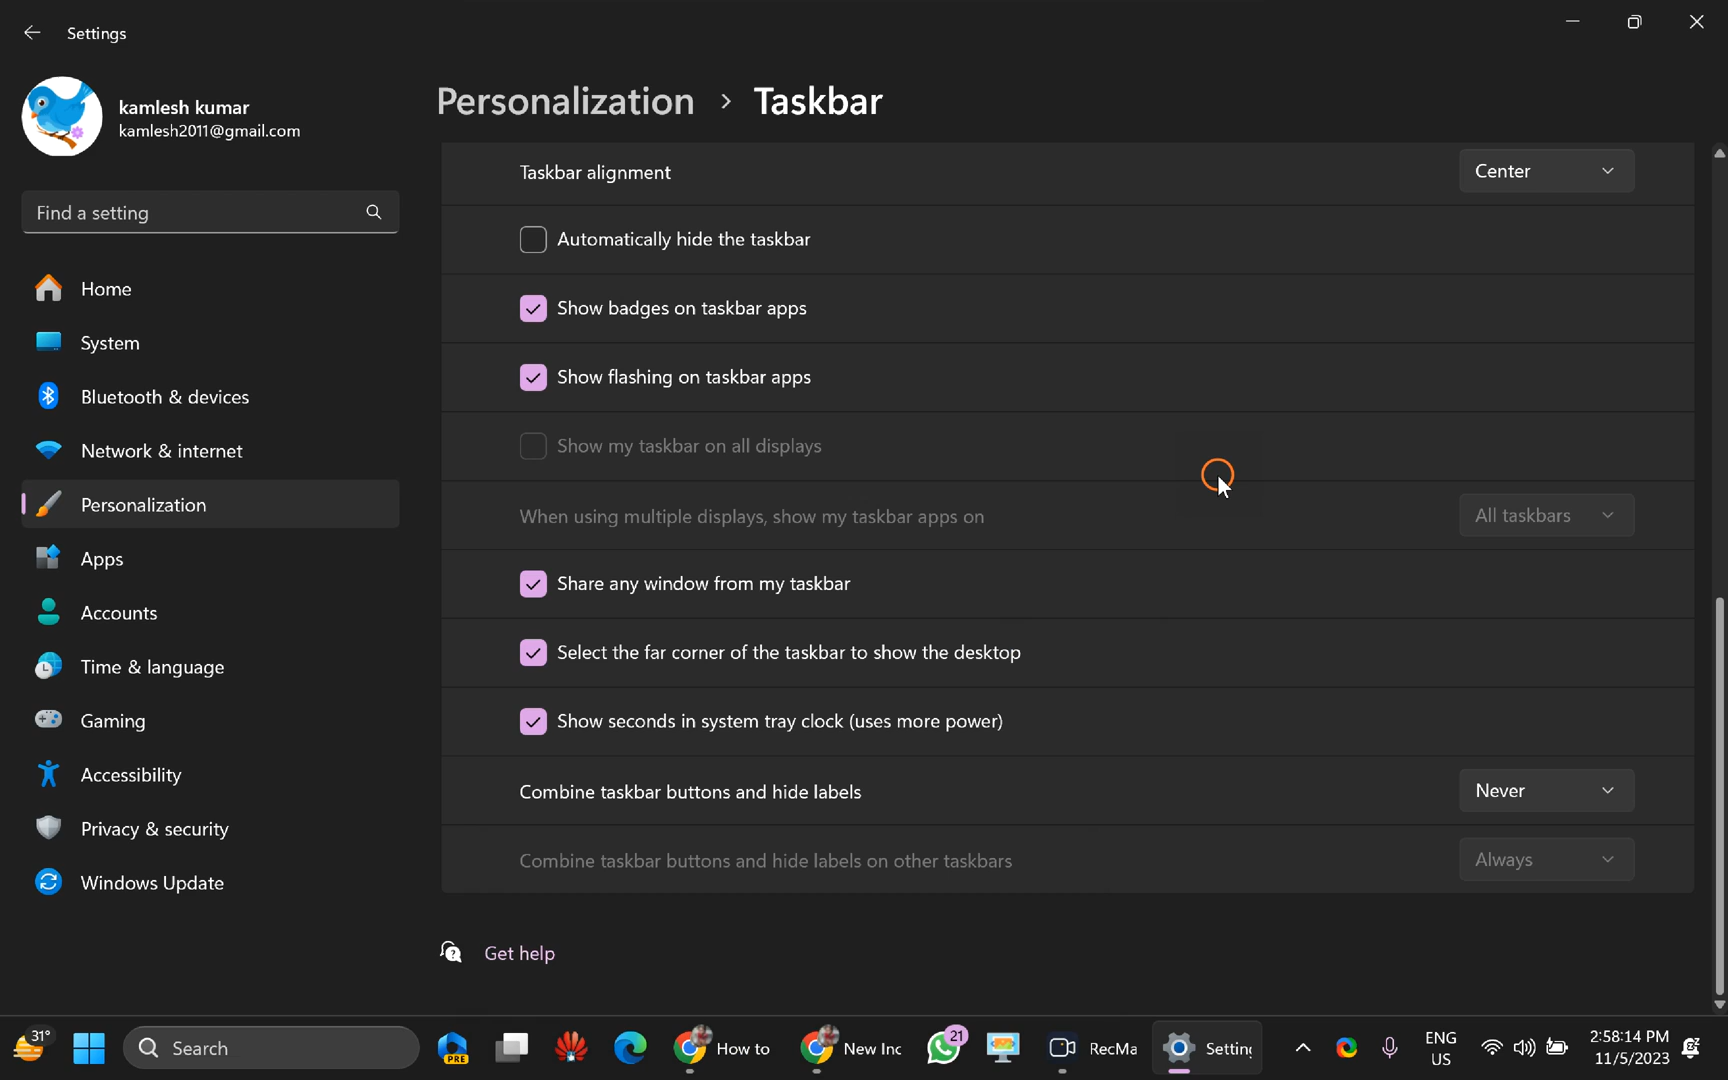 Settings
kamlesh kumar
kamlesh2011@gmail.com
Find a setting
Home
System
Bluetooth & devices
Network & internet
Personalization
Apps
Accounts
Time & language
Gaming
Accessibility
Privacy & security
Windows Update
Personalization > Taskbar
Taskbar alignment Center
Automatically hide the taskbar
Show badges on taskbar apps
Show flashing on taskbar apps
Show my taskbar on all displays
When using multiple displays, show my taskbar apps on All taskbars
Share any window from my taskbar
Select the far corner of the taskbar to show the desktop
Show seconds in system tray clock (uses more power)
Combine taskbar buttons and hide labels Never
Combine taskbar buttons and hide labels on other taskbars Always
Get help
31°
Search
PRE
How to
New Inc
21
RecMa
Setting
ENG
US
2:58:14 PM
11/5/2023